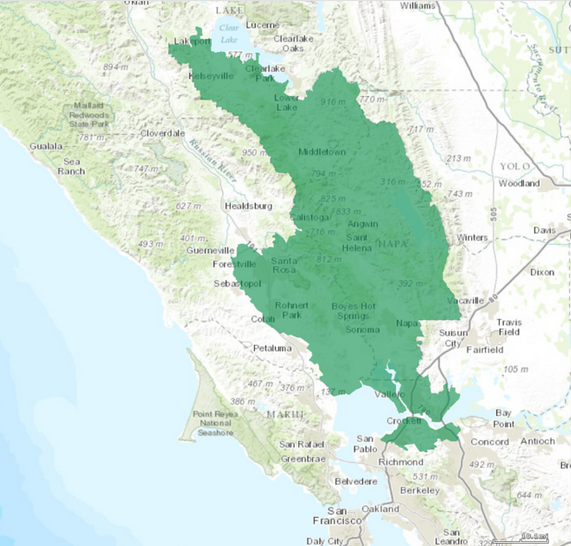 LAKE
Williams
Lucerne
Clear
Lake
Clearlake
Oaks
Lakeport
577 m
SUTT
Sacramento River
894 m
Kelseyville
Clearlake
Park
Lower
Lake
916 m
770 m
Mailliard
Redwoods
State Park
781 m
Cloverdale
717 m
Gualala
Sea
Ranch
Russian River
950 m
Middletown
213 m
YOLO
747 m
794 m
316 m
52 m
Woodland
743 m
627 m
Healdsburg
825 m
Calistoga
833 m
505
716 m
Angwin
Saint
Helena
NAPA
Winters
Davis
493 m
401 m
Guerneville
Forestville
Santa
Rosa
812 m
Dixon
Sebastopol
392 m
Vacaville
80
Rohnert
Park
Boyes Hot
Springs
Sonoma
Napa
Cotati
Suisun
City
Travis
Field
Petaluma
Fairfield
105 m
467 m
376 m
386 m
Vallejo
Point Reyes
National
Seashore
MARIN
Crockett
Bay
Point
San Rafael
San
Pablo
Concord
Antioch
Greenbrae
Richmond
492 m
Belvedere
531 m
Berkeley
644 m
San
Francisco
Oakland
Daly City
San
Leandro